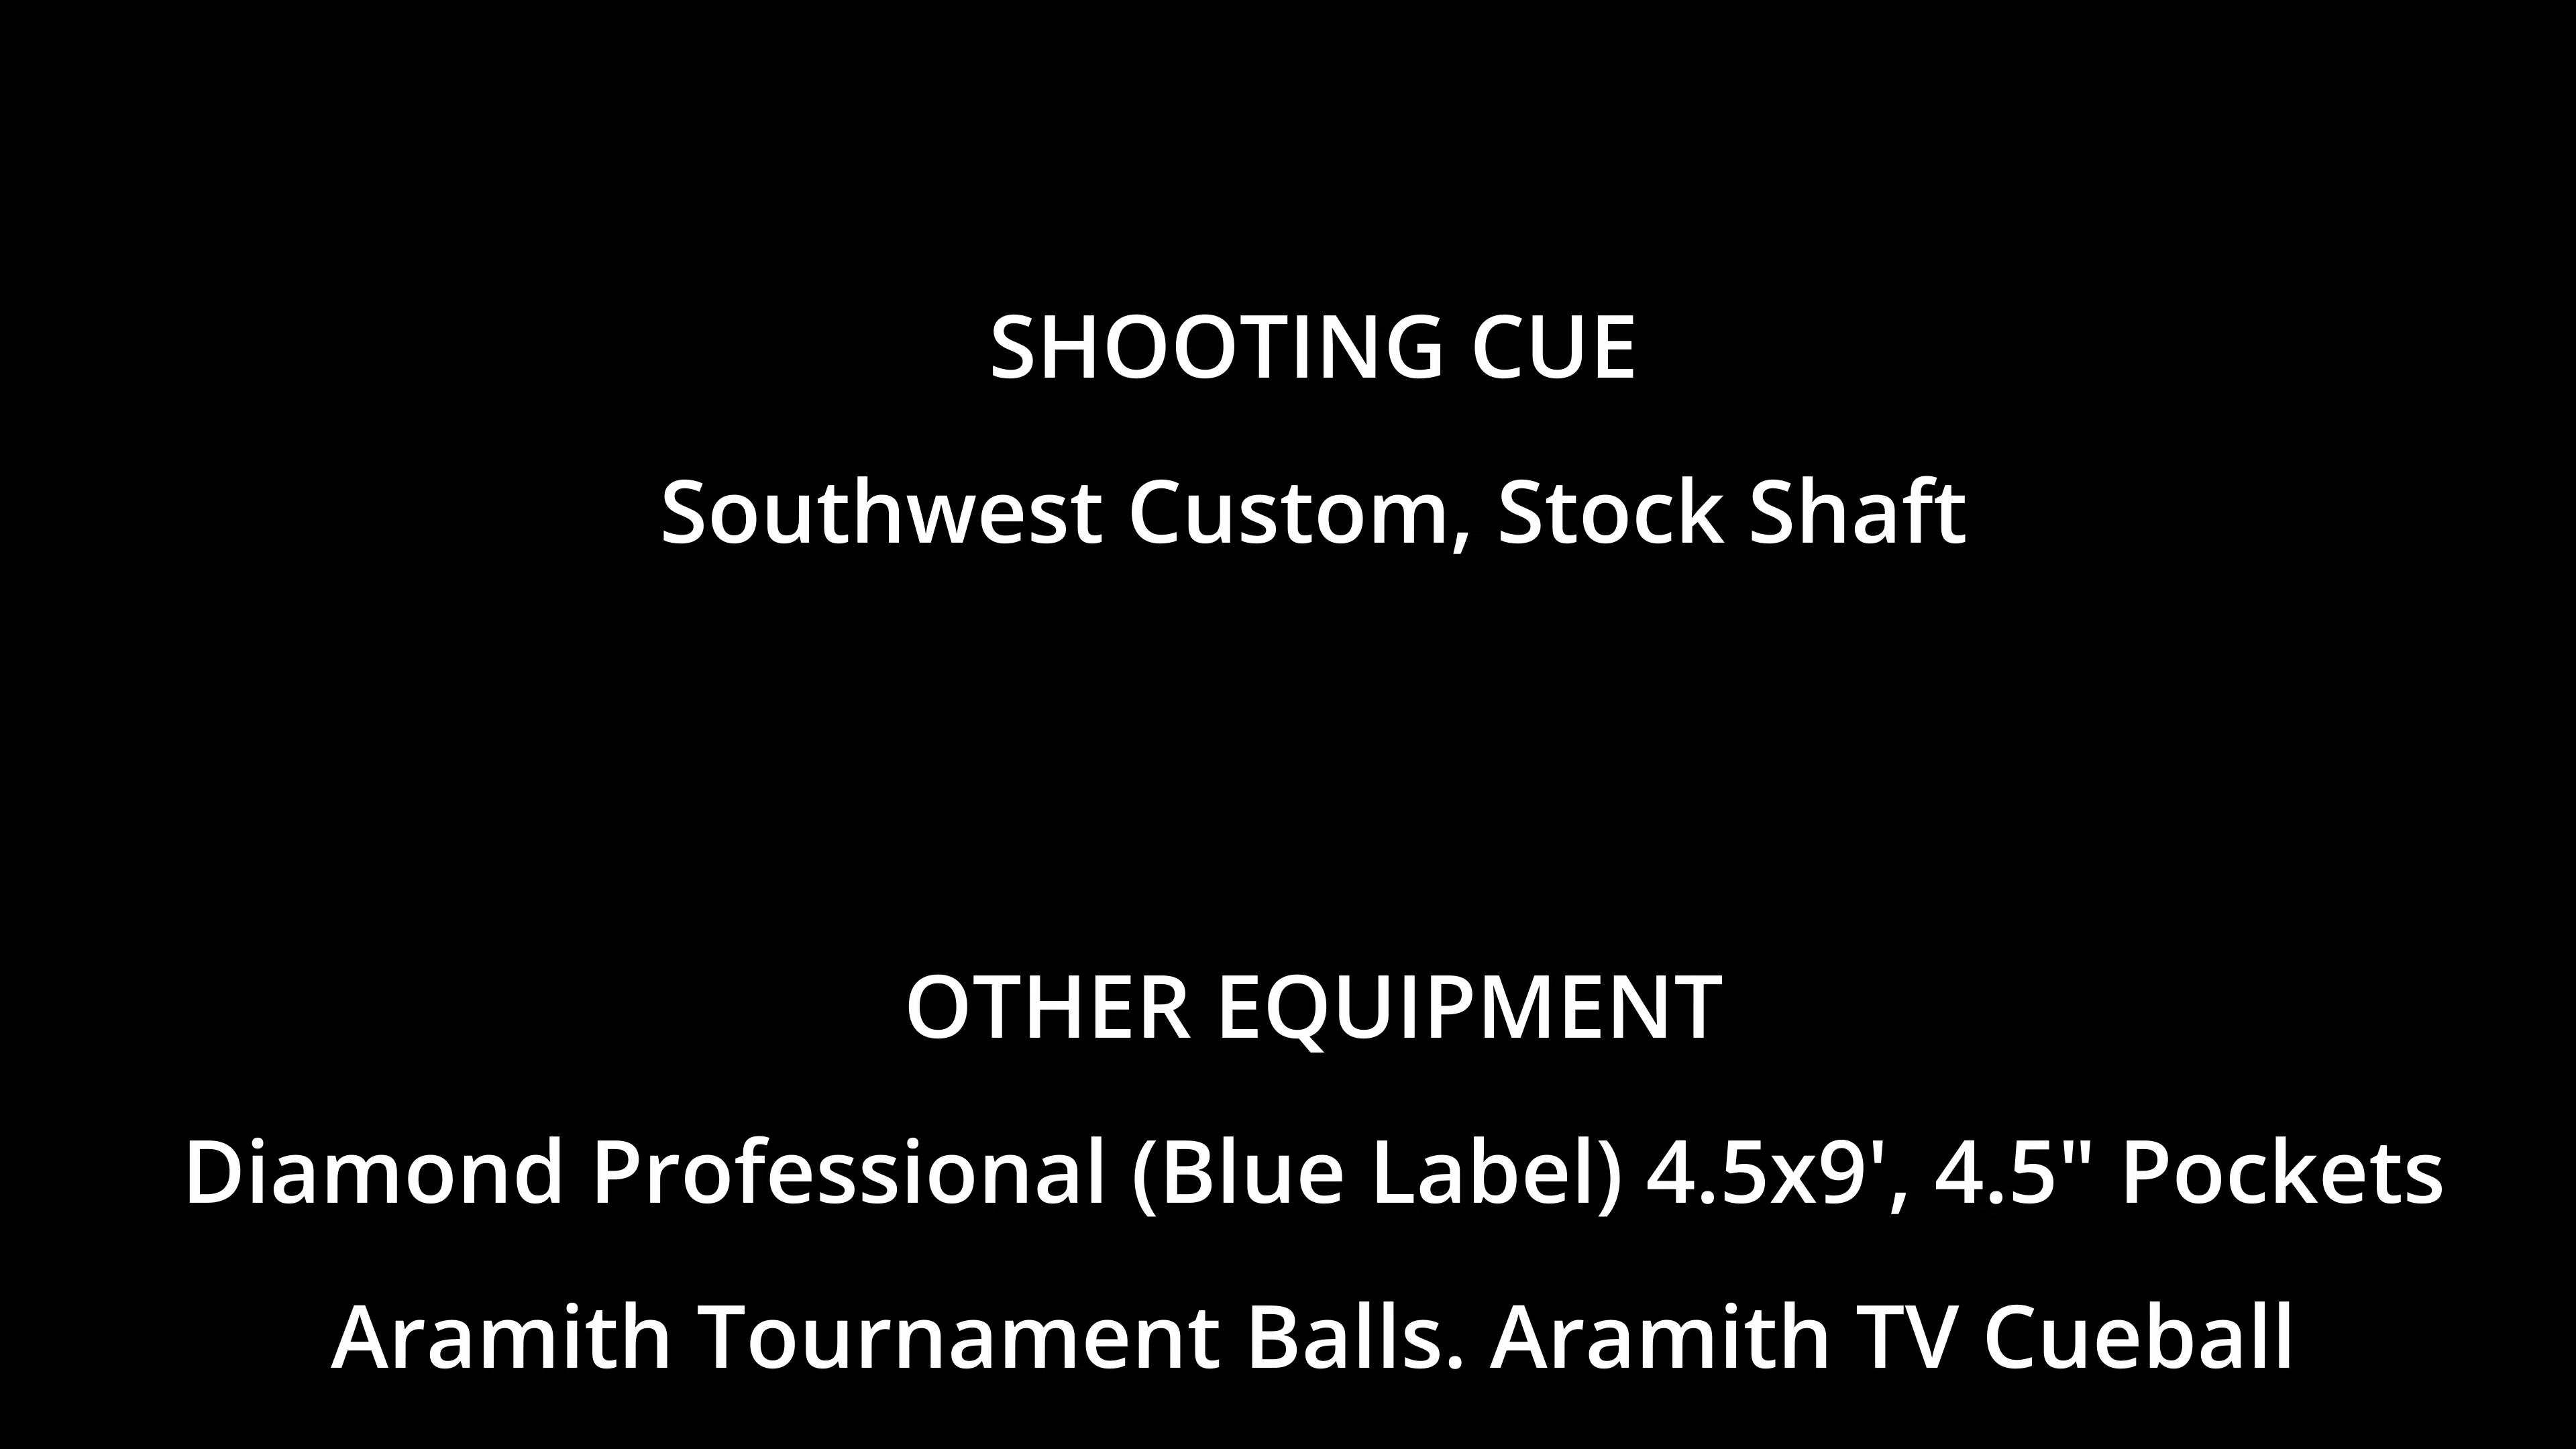 SHOOTING CUE
Southwest Custom, Stock Shaft
OTHER EQUIPMENT
Diamond Professional (Blue Label) 4.5x9', 4.5" Pockets
Aramith Tournament Balls. Aramith TV Cueball